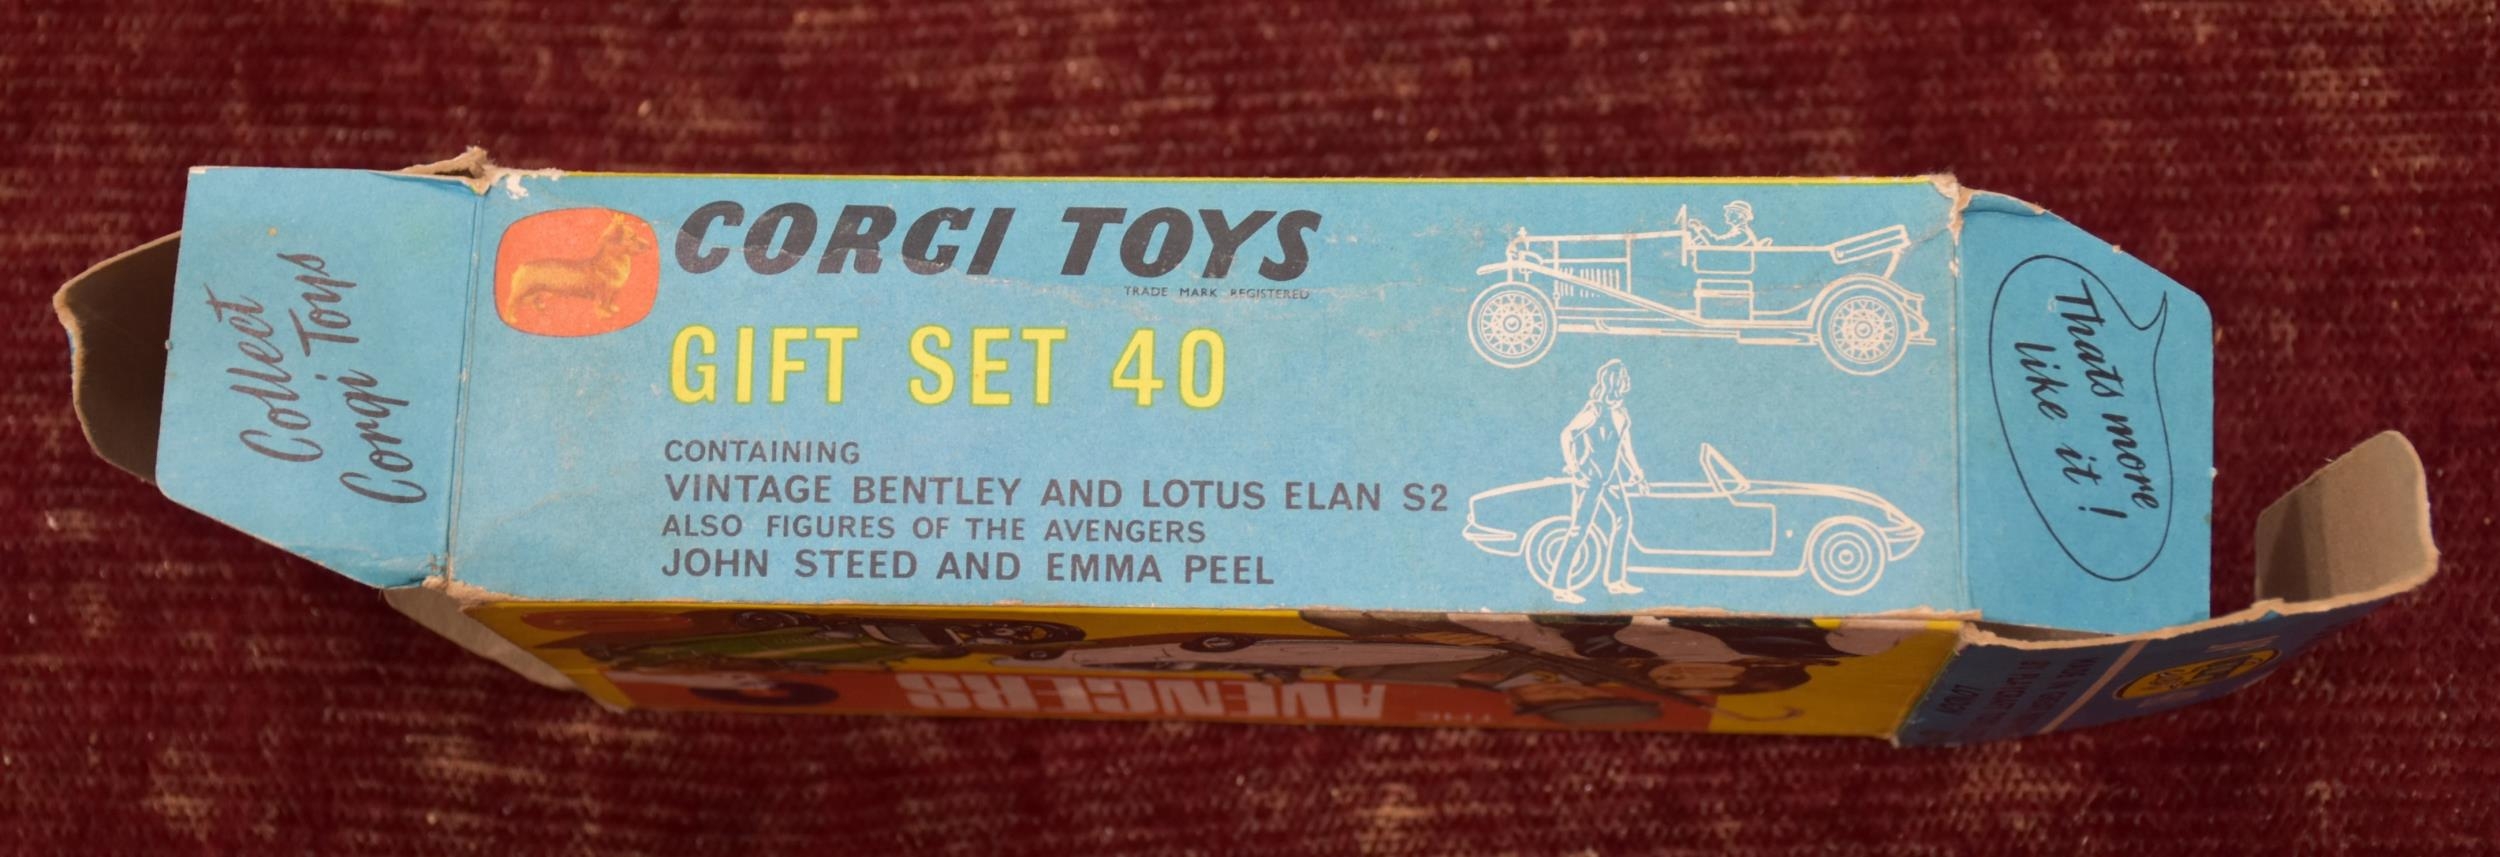 Collect
Corgi Toys
CORGI TOYS
TRADE MARK REGISTERED
GIFT SET 40
CONTAINING
VINTAGE BENTLEY AND LOTUS ELAN S2
ALSO FIGURES OF THE AVENGERS
JOHN STEED AND EMMA PEEL
Thats more
like it!
THE AVENGERS